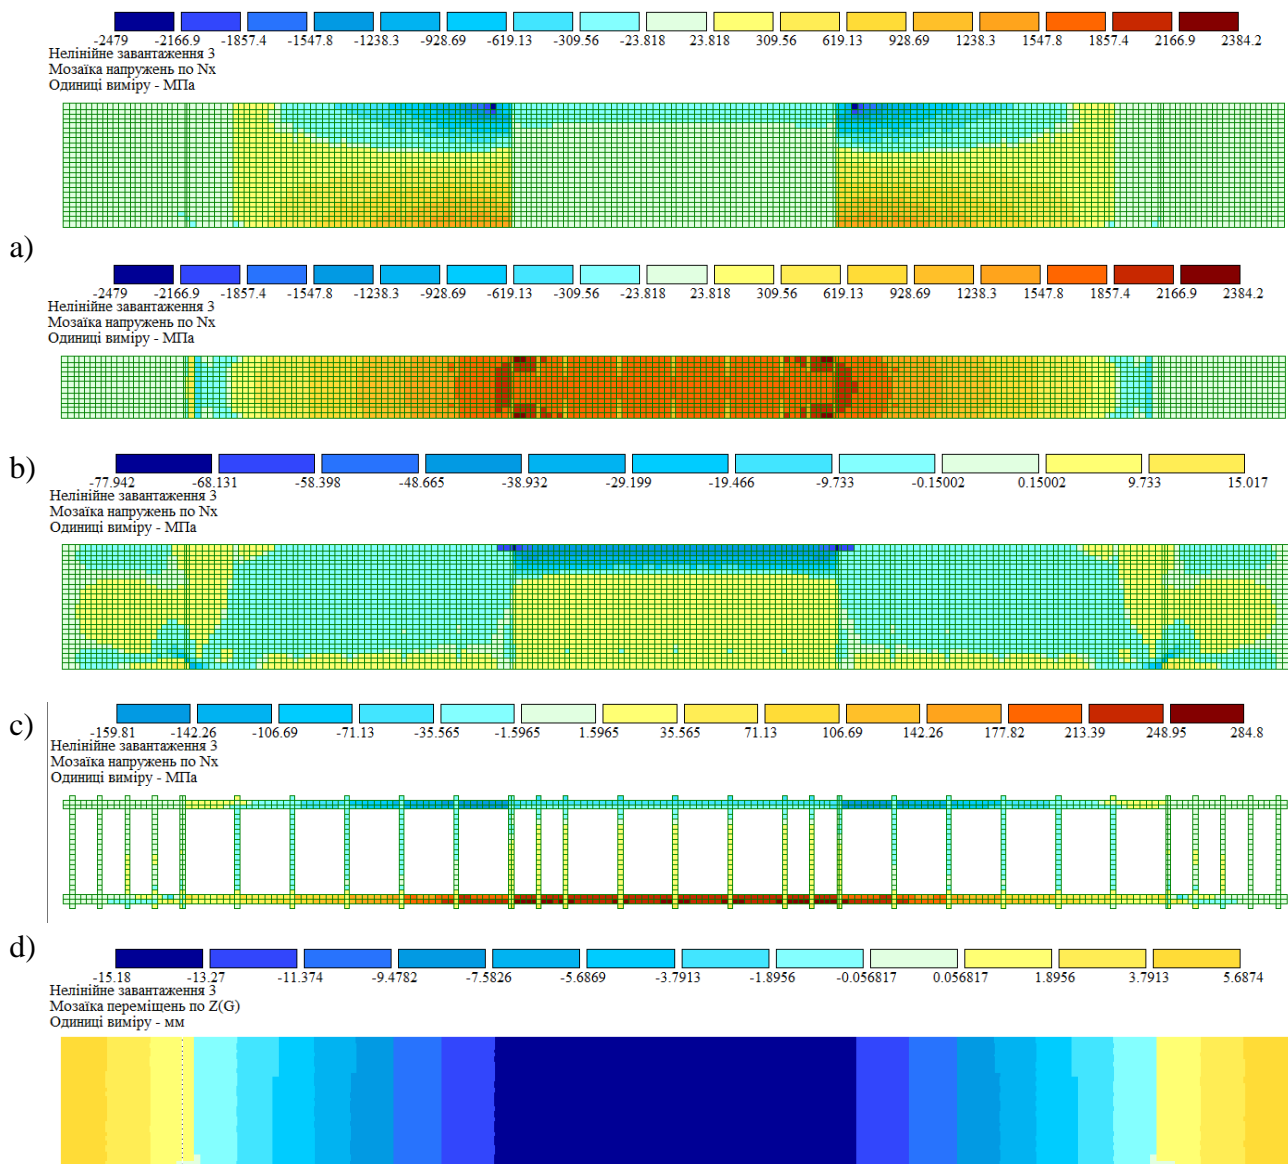 -2479 -2166.9 -1857.4 -1547.8 -1238.3 -928.69 -619.13 -309.56 -23.818 23.818 309.56 619.13 928.69 1238.3 1547.8 1857.4 2166.9 2384.2
Нелінійне завантаження 3
Мозаїка напружень по Nx
Одиниці виміру - МПа
a)
-2479 -2166.9 -1857.4 -1547.8 -1238.3 -928.69 -619.13 -309.56 -23.818 23.818 309.56 619.13 928.69 1238.3 1547.8 1857.4 2166.9 2384.2
Нелінійне завантаження 3
Мозаїка напружень по Nx
Одиниці виміру - МПа
b)
-77.942 -68.131 -58.398 -48.665 -38.932 -29.199 -19.466 -9.733 -0.15002 0.15002 9.733 15.017
Нелінійне завантаження 3
Мозаїка напружень по Nx
Одиниці виміру - МПа
c)
-159.81 -142.26 -106.69 -71.13 -35.565 -1.5965 1.5965 35.565 71.13 106.69 142.26 177.82 213.39 248.95 284.8
Нелінійне завантаження 3
Мозаїка напружень по Nx
Одиниці виміру - МПа
d)
-15.18 -13.27 -11.374 -9.4782 -7.5826 -5.6869 -3.7913 -1.8956 -0.056817 0.056817 1.8956 3.7913 5.6874
Нелінійне завантаження 3
Мозаїка переміщень по Z(G)
Одиниці виміру - мм